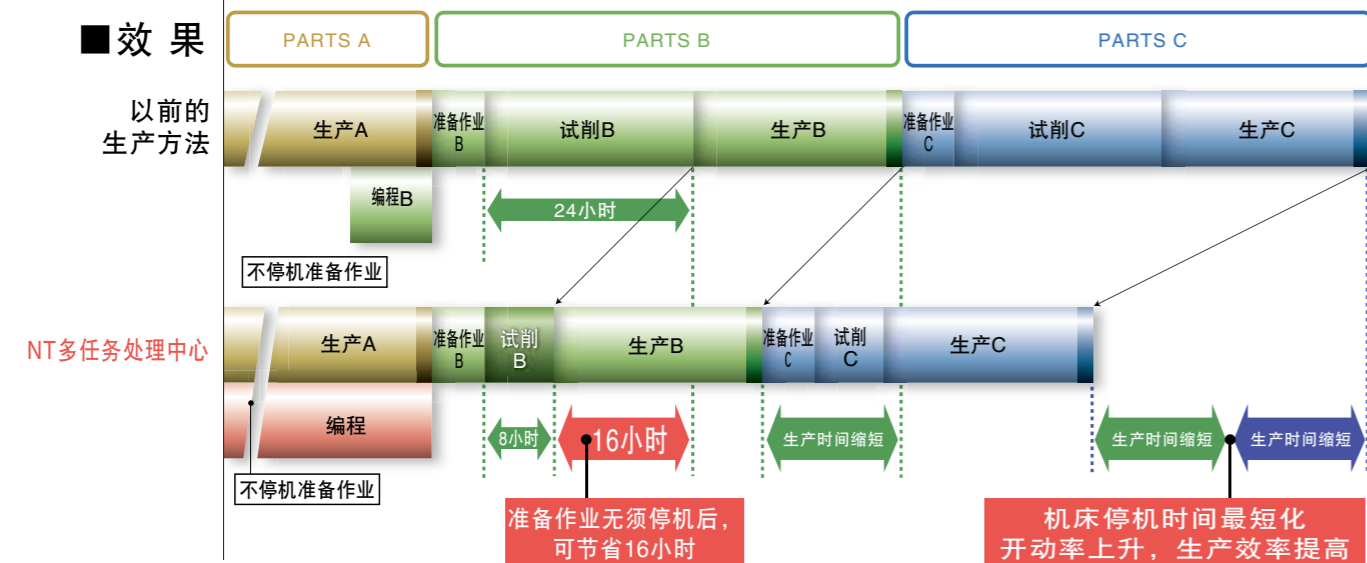 ■效 果
PARTS A
PARTS B
PARTS C
以前的
生产方法
生产A
准备作业
B
试削B
生产B
准备作业
C
试削C
生产C
编程B
24小时
不停机准备作业
NT多任务处理中心
生产A
准备作业
B
试削
B
生产B
准备作业
C
试削
C
生产C
编程
8小时
16小时
生产时间缩短
生产时间缩短
生产时间缩短
不停机准备作业
准备作业无须停机后，
可节省16小时
机床停机时间最短化
开动率上升，生产效率提高